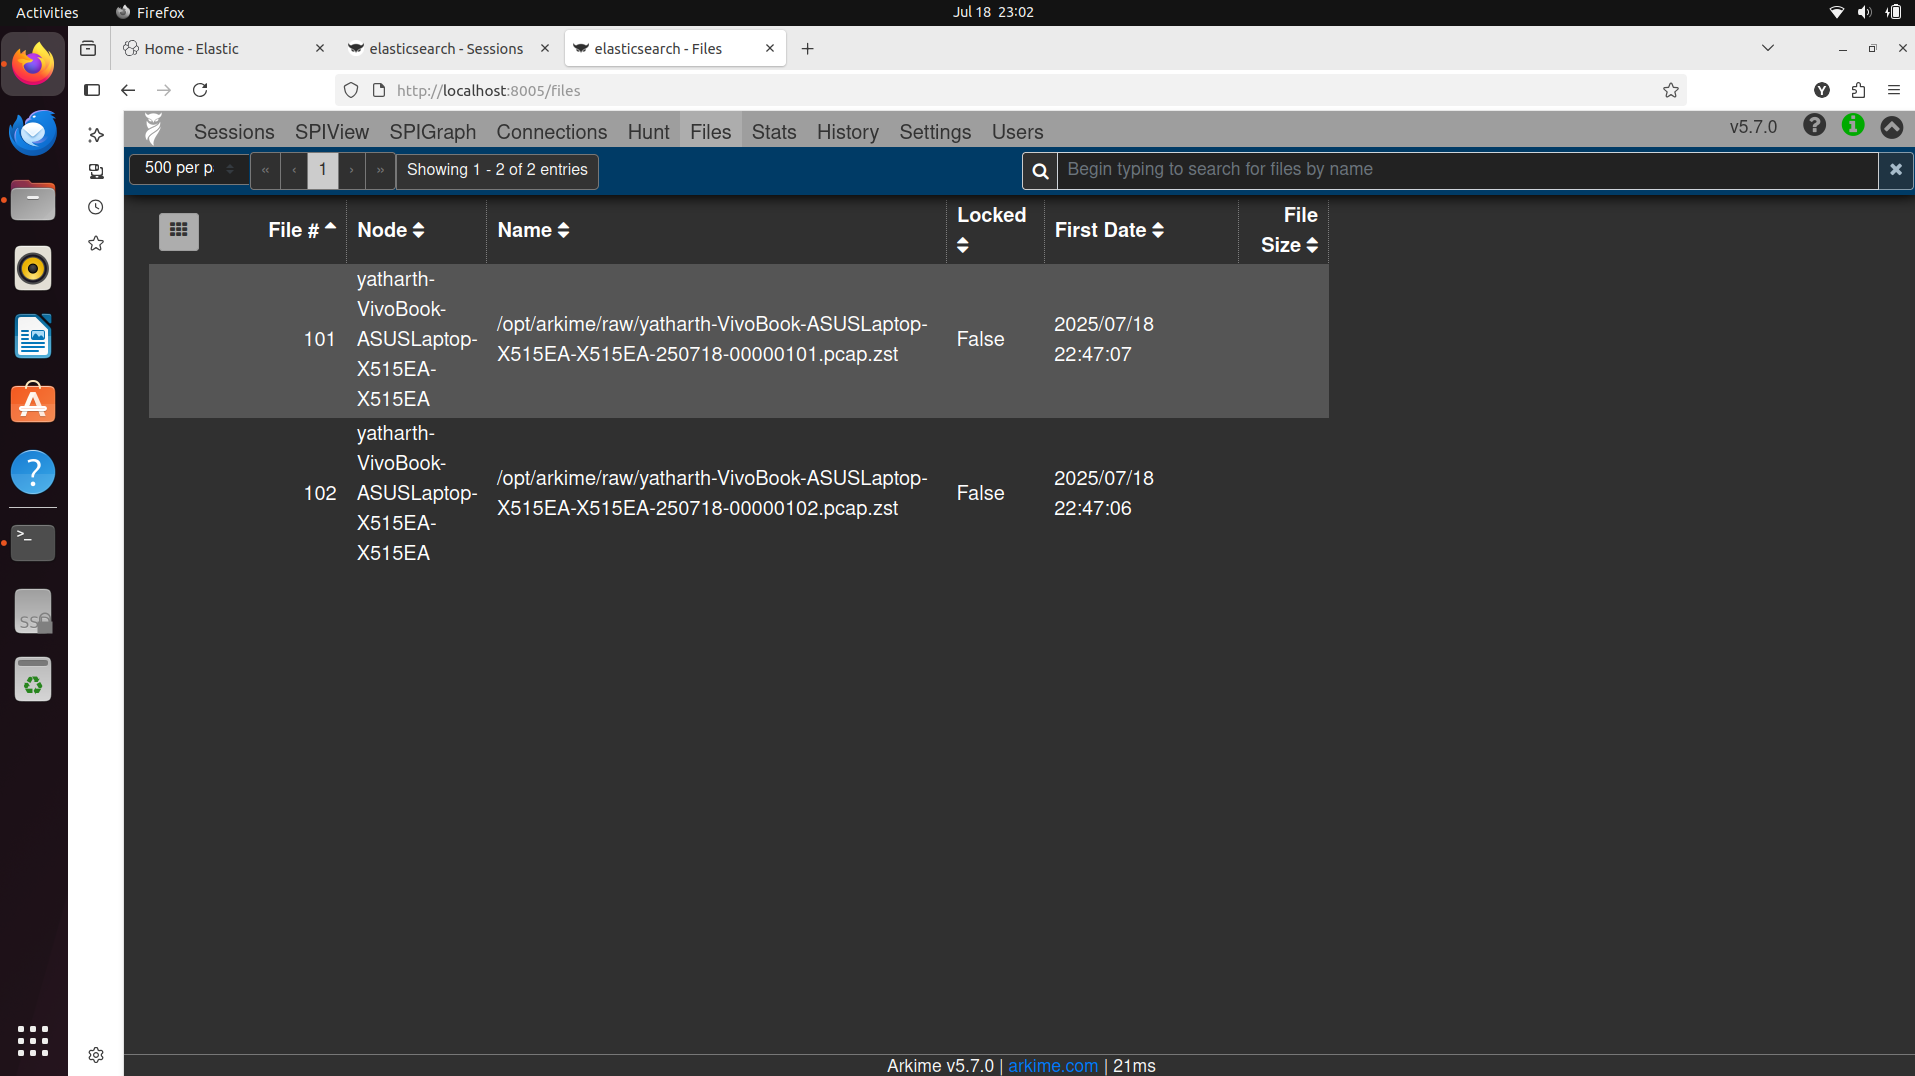 Activities
Firefox
Jul 18 23:02
Home - Elastic
elasticsearch - Sessions
elasticsearch - Files
http://localhost:8005/files
Sessions
SPIView
SPIGraph
Connections
Hunt
Files
Stats
History
Settings
Users
v5.7.0
500 per p
« ‹ 1 › »
Showing 1 - 2 of 2 entries
Begin typing to search for files by name
File #
Node
Name
Locked
First Date
File
Size
101
yatharth-
VivoBook-
ASUSLaptop-
X515EA-
X515EA
/opt/arkime/raw/yatharth-VivoBook-ASUSLaptop-
X515EA-X515EA-250718-00000101.pcap.zst
False
2025/07/18
22:47:07
102
yatharth-
VivoBook-
ASUSLaptop-
X515EA-
X515EA
/opt/arkime/raw/yatharth-VivoBook-ASUSLaptop-
X515EA-X515EA-250718-00000102.pcap.zst
False
2025/07/18
22:47:06
Arkime v5.7.0 | arkime.com | 21ms